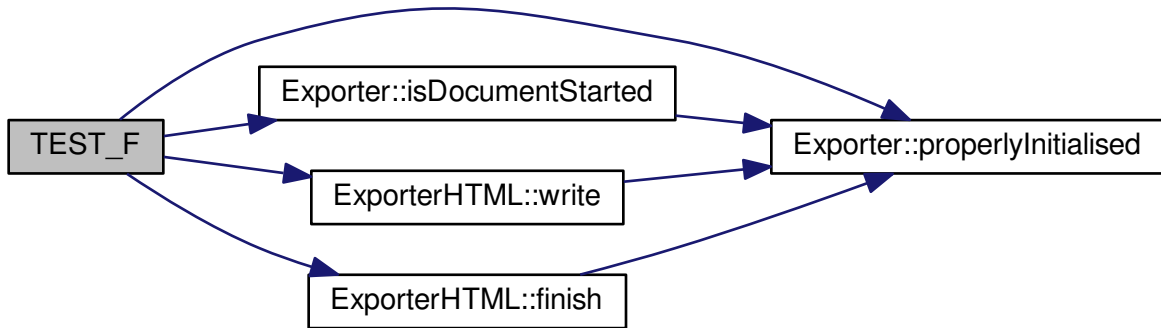 Exporter::isDocumentStarted
TEST_F
Exporter::properlyInitialised
ExporterHTML::write
ExporterHTML::finish